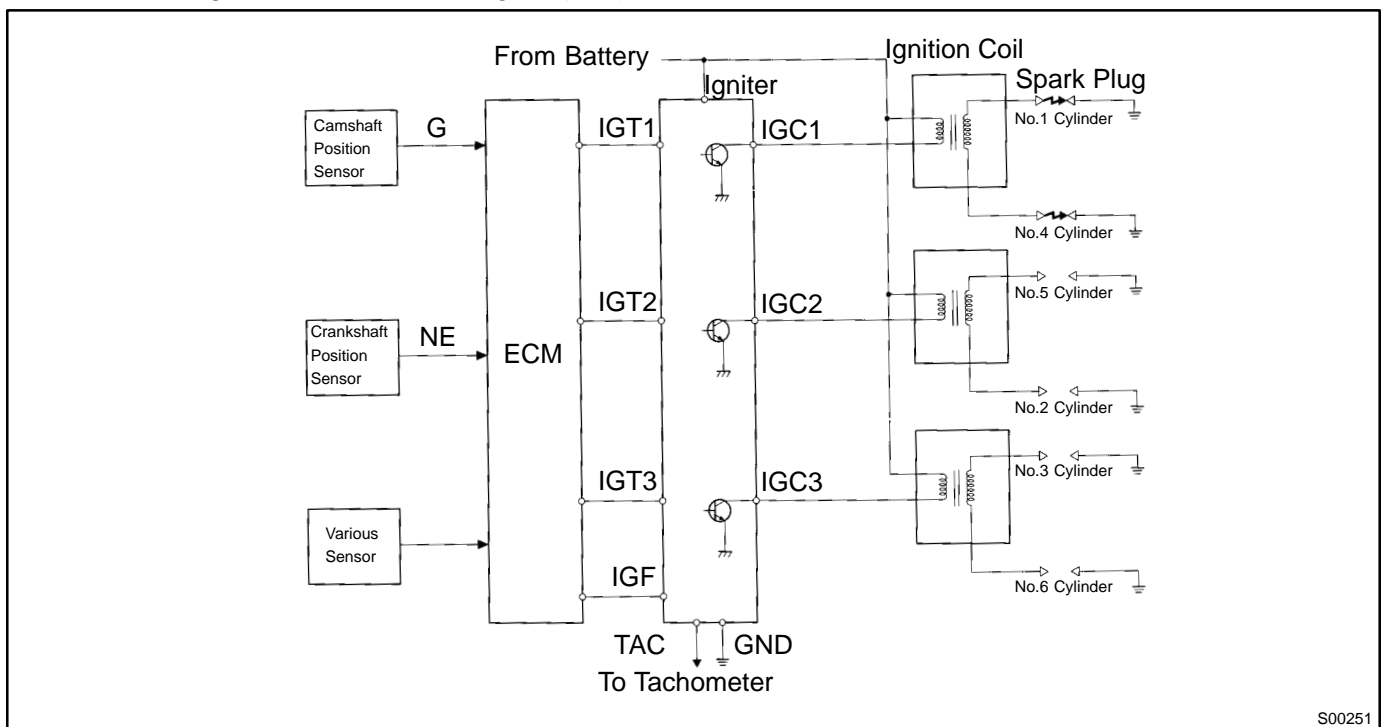 From Battery
Ignition Coil
Igniter
Spark Plug
Camshaft
Position
Sensor
G
IGT1
IGC1
No.1 Cylinder
No.4 Cylinder
Crankshaft
Position
Sensor
NE
ECM
IGT2
IGC2
No.5 Cylinder
No.2 Cylinder
Various
Sensor
IGT3
IGC3
No.3 Cylinder
No.6 Cylinder
IGF
TAC
GND
To Tachometer
S00251